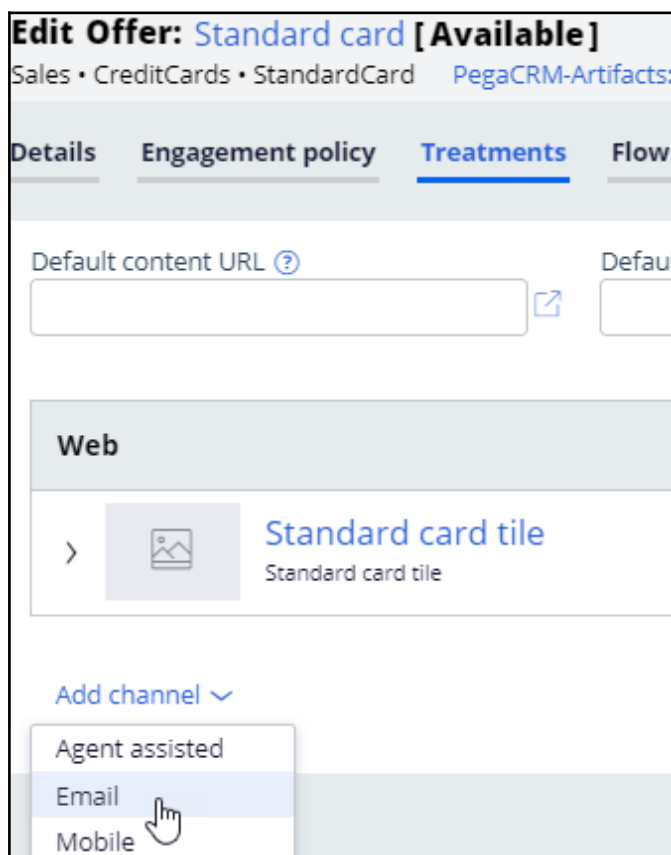 Edit Offer: Standard card [Available]
Sales • CreditCards • StandardCard PegaCRM-Artifacts:
Details Engagement policy Treatments Flow
Default content URL ? Defau
Web
Standard card tile
Standard card tile
Add channel
Agent assisted
Email
Mobile